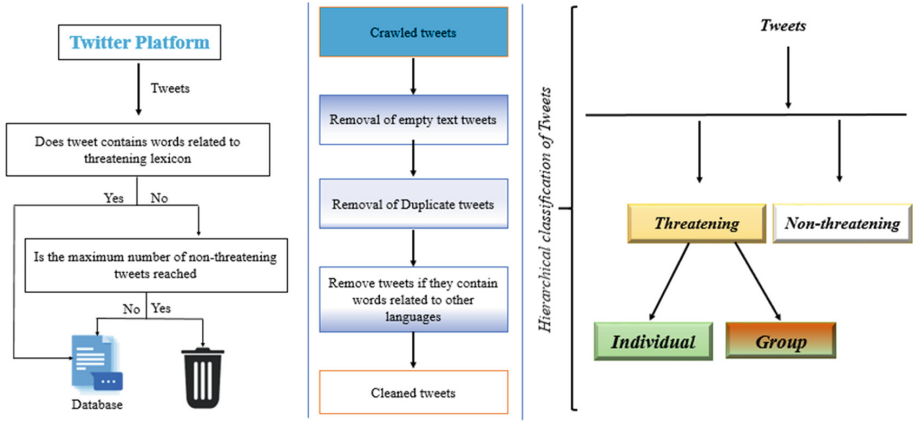 Twitter Platform
Tweets
Does tweet contains words related to
threatening lexicon
Yes
No
Is the maximum number of non-threatening
tweets reached
No
Yes
Database
Crawled tweets
Removal of empty text tweets
Removal of Duplicate tweets
Remove tweets if they contain
words related to other
languages
Cleaned tweets
Hierarchical classification of Tweets
Tweets
Threatening
Non-threatening
Individual
Group